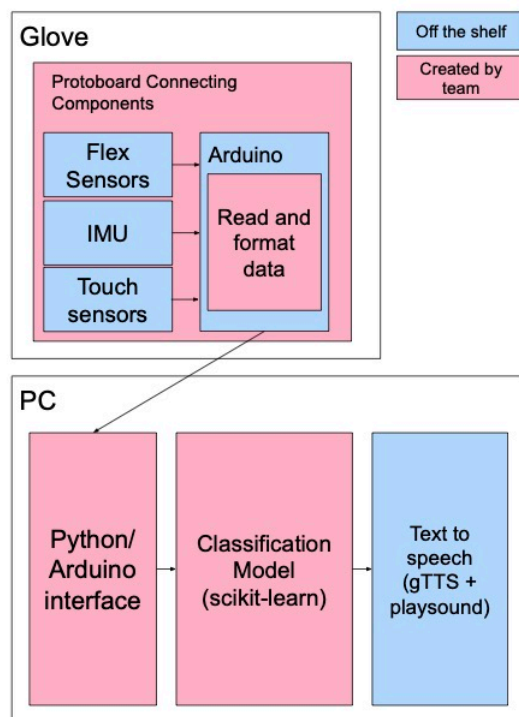 Glove
Off the shelf
Created by
team
Protoboard Connecting
Components
Flex
Sensors
IMU
Touch
sensors
Arduino
Read and
format
data
PC
Python/
Arduino
interface
Classification
Model
(scikit-learn)
Text to
speech
(gTTS +
playsound)